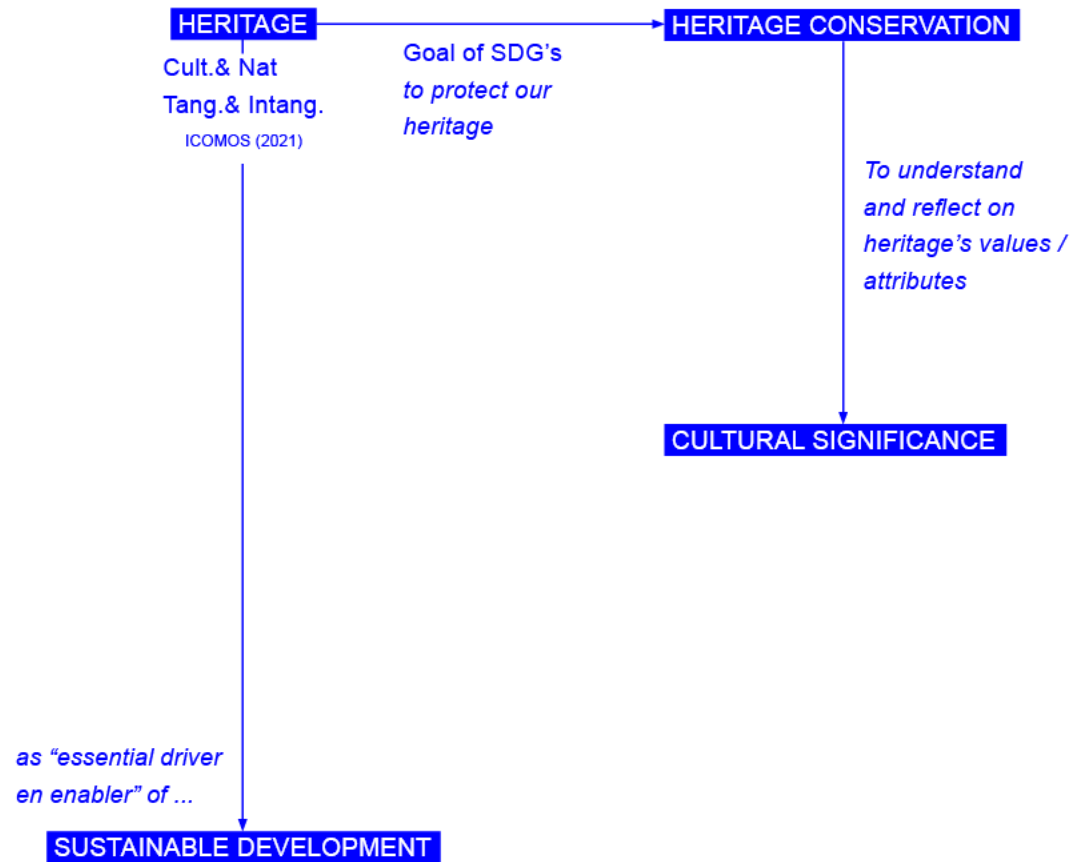 HERITAGE
HERITAGE CONSERVATION
Cult.& Nat
Tang.& Intang.
ICOMOS (2021)
Goal of SDG's
to protect our
heritage
To understand
and reflect on
heritage's values /
attributes
CULTURAL SIGNIFICANCE
as “essential driver
en enabler” of ...
SUSTAINABLE DEVELOPMENT